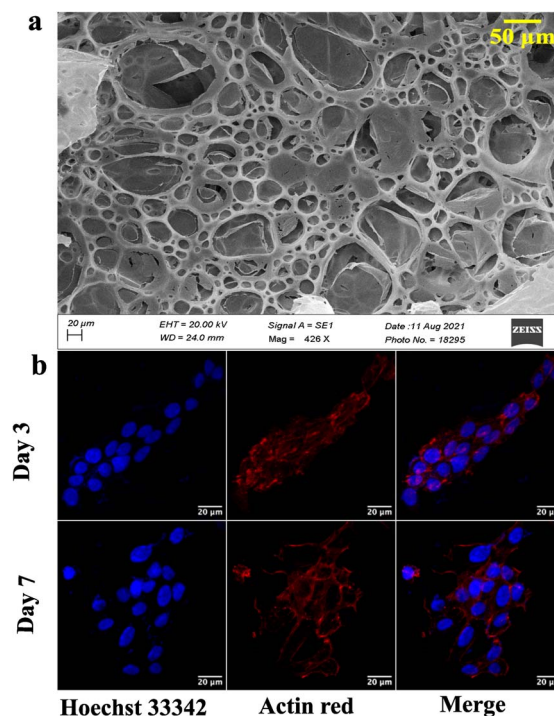 a
50 μm
20 μm
EHT = 20.00 kV
Signal A = SE1
Date :11 Aug 2021
WD = 24.0 mm
Mag = 426 X
Photo No. = 18295
ZEISS
b
Day 3
20 μm
20 μm
20 μm
Day 7
20 μm
20 μm
20 μm
Hoechst 33342
Actin red
Merge